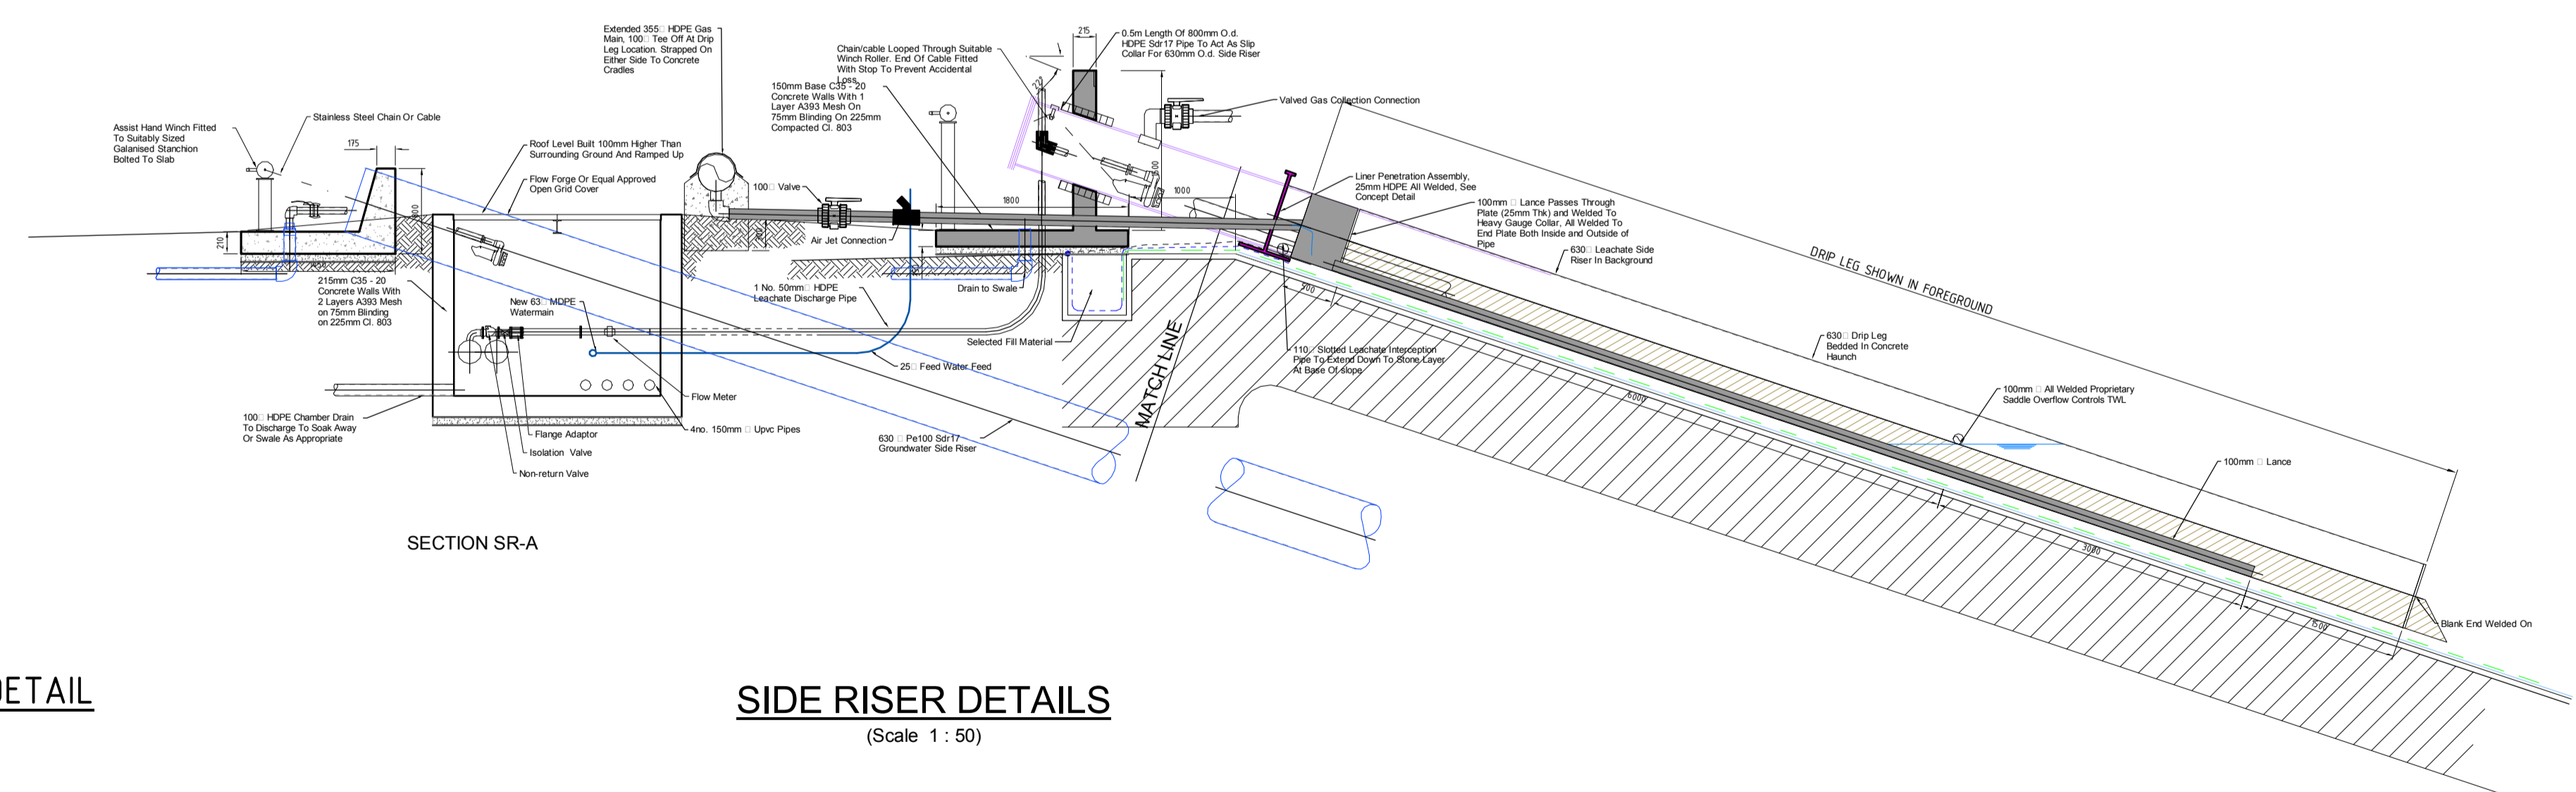 Extended 355□ HDPE Gas
Main, 100□ Tee Off At Drip
Leg Location. Strapped On
Either Side To Concrete
Cradles
Chain/cable Looped Through Suitable
Winch Roller. End Of Cable Fitted
With Stop To Prevent Accidental
Loss.
215
0.5m Length Of 800mm O.d.
HDPE Sdr17 Pipe To Act As Slip
Collar For 630mm O.d. Side Riser
150mm Base C35 - 20
Concrete Walls With 1
Layer A393 Mesh On
75mm Blinding On 225mm
Compacted Cl. 803
Valved Gas Collection Connection
Stainless Steel Chain Or Cable
Assist Hand Winch Fitted
To Suitably Sized
Galanised Stanchion
Bolted To Slab
175
Roof Level Built 100mm Higher Than
Surrounding Ground And Ramped Up
Flow Forge Or Equal Approved
Open Grid Cover
100□ Valve
1800
1000
Liner Penetration Assembly,
25mm HDPE All Welded, See
Concept Detail
100mm □ Lance Passes Through
Plate (25mm Thk) and Welded To
Heavy Gauge Collar, All Welded To
End Plate Both Inside and Outside of
Pipe
630□ Leachate Side
Riser In Background
DRIP LEG SHOWN IN FOREGROUND
210
Air Jet Connection
215mm C35 - 20
Concrete Walls With
2 Layers A393 Mesh
on 75mm Blinding
on 225mm Cl. 803
New 63□ MDPE
Watermain
1 No. 50mm□ HDPE
Leachate Discharge Pipe
Drain to Swale
900
Selected Fill Material
MATCH LINE
110□ Slotted Leachate Interception
Pipe To Extend Down To Stone Layer
At Base Of slope
630□ Drip Leg
Bedded In Concrete
Haunch
25□ Feed Water Feed
6000
100mm □ All Welded Proprietary
Saddle Overflow Controls TWL
Flow Meter
100□ HDPE Chamber Drain
To Discharge To Soak Away
Or Swale As Appropriate
4no. 150mm □ Upvc Pipes
Flange Adaptor
Isolation Valve
Non-return Valve
630 □ Pe100 Sdr17
Groundwater Side Riser
100mm □ Lance
3000
1500
Blank End Welded On
SECTION SR-A
DETAIL
SIDE RISER DETAILS
(Scale 1 : 50)